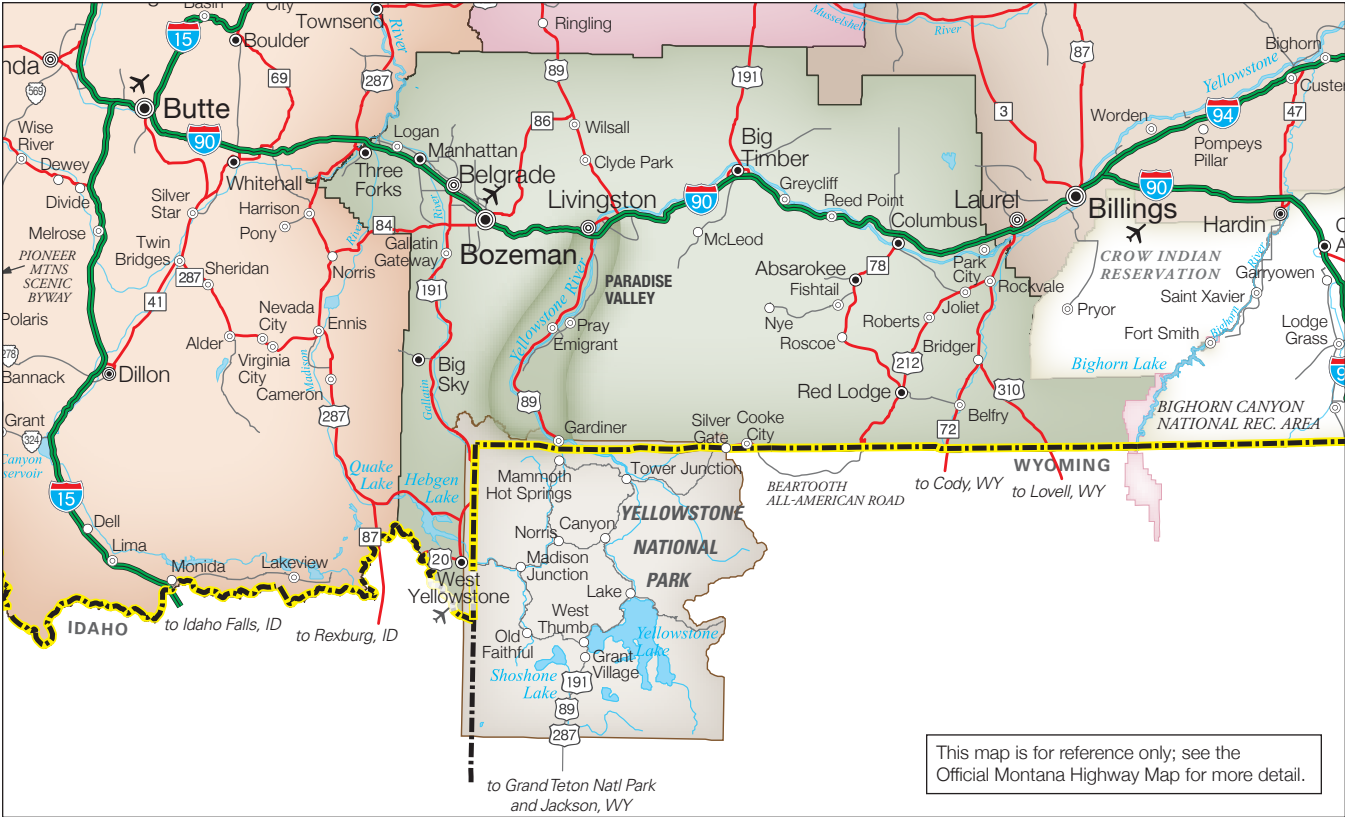 Basin
City
Townsend
River
Ringling
Musselshell
River
87
Bighorn
15
Boulder
nda
69
287
89
191
Yellowstone
Custer
569
Butte
86
3
Worden
94
47
Wise
River
90
Logan
Wilsall
Big
Timber
Pompeys
Pillar
Dewey
Manhattan
Clyde Park
Three
Forks
Belgrade
Whitehall
Livingston
Greycliff
Laurel
90
Divide
Silver
Star
Harrison
River
90
Reed Point
Columbus
Billings
Hardin
Melrose
Pony
84
River
Bozeman
McLeod
Twin
Bridges
Gallatin
Gateway
PIONEER
MTNS
SCENIC
BYWAY
Sheridan
287
Norris
PARADISE
VALLEY
Absarokee
78
Park
City
CROW INDIAN
RESERVATION
Garryowen
C
A
41
191
Fishtail
Rockvale
Saint Xavier
Polaris
Nevada
City
Ennis
Yellowstone River
Pray
Nye
Roberts
Joliet
Pryor
Bighorn
Lodge
Grass
Alder
Emigrant
Roscoe
Bridger
Fort Smith
278
Virginia
City
Madison
Big
Sky
212
Bighorn Lake
Bannack
Dillon
Cameron
Gallatin
89
Red Lodge
310
9
Grant
324
287
Belfry
BIGHORN CANYON
NATIONAL REC. AREA
Gardiner
Silver
Gate
Cooke
City
72
Canyon
servoir
Quake
Lake
Hebgen
Lake
Mammoth
Hot Springs
Tower Junction
WYOMING
BEARTOOTH
ALL-AMERICAN ROAD
to Cody, WY
to Lovell, WY
15
Dell
87
Norris
Canyon
YELLOWSTONE
NATIONAL
PARK
Lima
20
Madison
Junction
Monida
Lakeview
West
Yellowstone
Lake
IDAHO
to Idaho Falls, ID
to Rexburg, ID
West
Thumb
Old
Faithful
Yellowstone
Lake
Grant
Village
Shoshone
Lake
191
89
287
to Grand Teton Natl Park
and Jackson, WY
This map is for reference only; see the
Official Montana Highway Map for more detail.